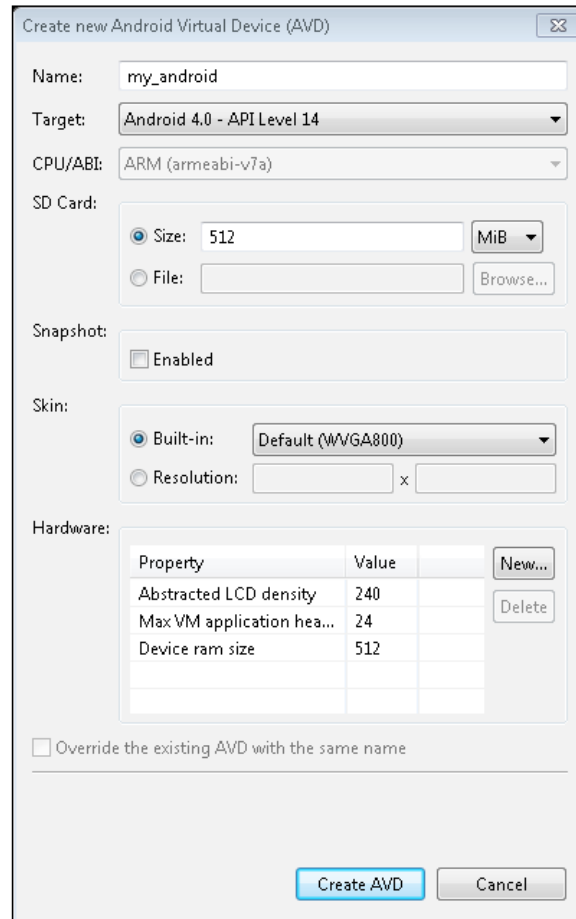 Create new Android Virtual Device (AVD)
Name: my_android
Target: Android 4.0 - API Level 14
CPU/ABI: ARM (armeabi-v7a)
SD Card:
Size: 512 MiB
File: Browse...
Snapshot:
Enabled
Skin:
Built-in: Default (WVGA800)
Resolution: x
Hardware:
Property Value New...
Abstracted LCD density 240
Delete
Max VM application hea... 24
Device ram size 512
Override the existing AVD with the same name
Create AVD Cancel